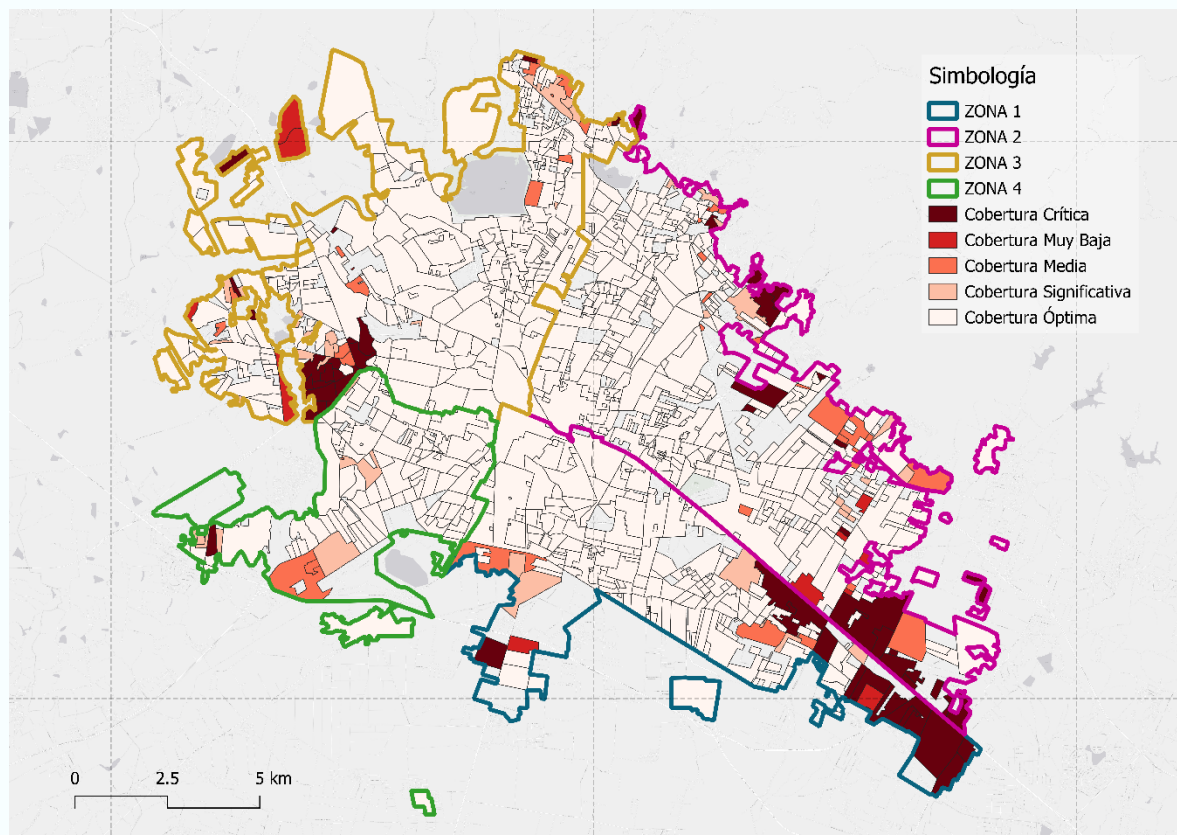 Simbología
ZONA 1
ZONA 2
ZONA 3
ZONA 4
Cobertura Crítica
Cobertura Muy Baja
Cobertura Media
Cobertura Significativa
Cobertura Óptima
0 2.5 5 km